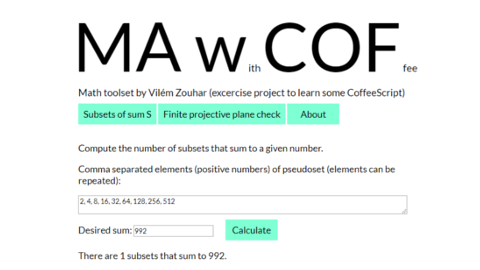 MA w ith COF fee
Math toolset by Vilém Zouhar (excercise project to learn some CoffeeScript)
Subsets of sum S Finite projective plane check About
Compute the number of subsets that sum to a given number.
Comma separated elements (positive numbers) of pseudoset (elements can be
repeated):
2, 4, 8, 16, 32, 64, 128, 256, 512
Desired sum: 992 Calculate
There are 1 subsets that sum to 992.